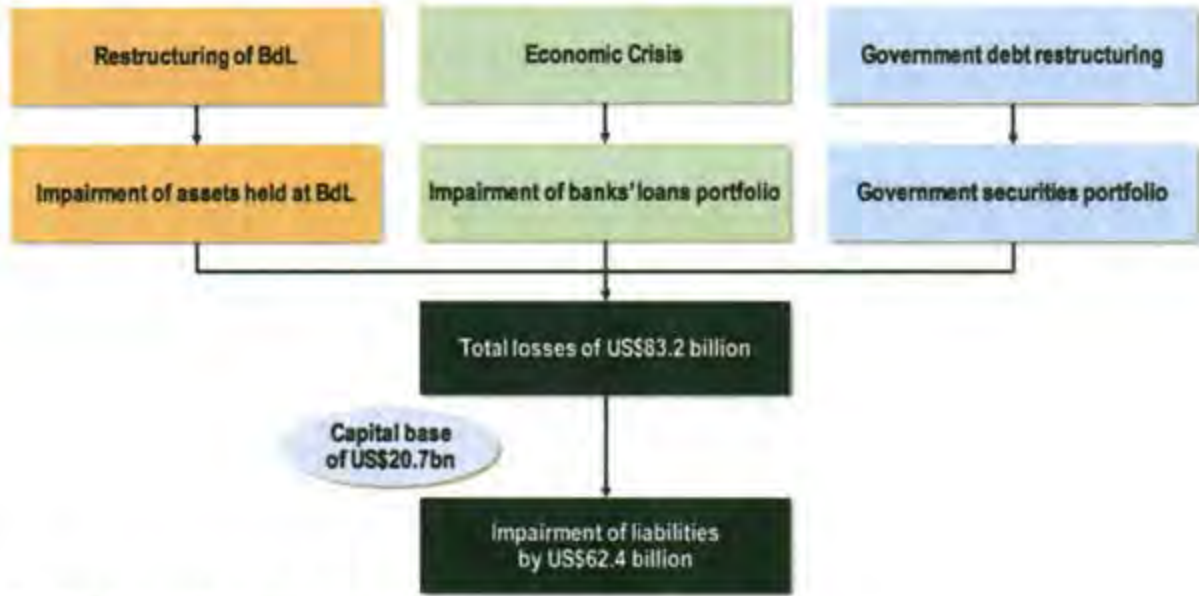 Restructuring of BdL
Economic Crisis
Government debt restructuring
Impairment of assets held at BdL
Impairment of banks' loans portfolio
Government securities portfolio
Total losses of US$83.2 billion
Capital base
of US$20.7bn
Impairment of liabilities
by US$62.4 billion